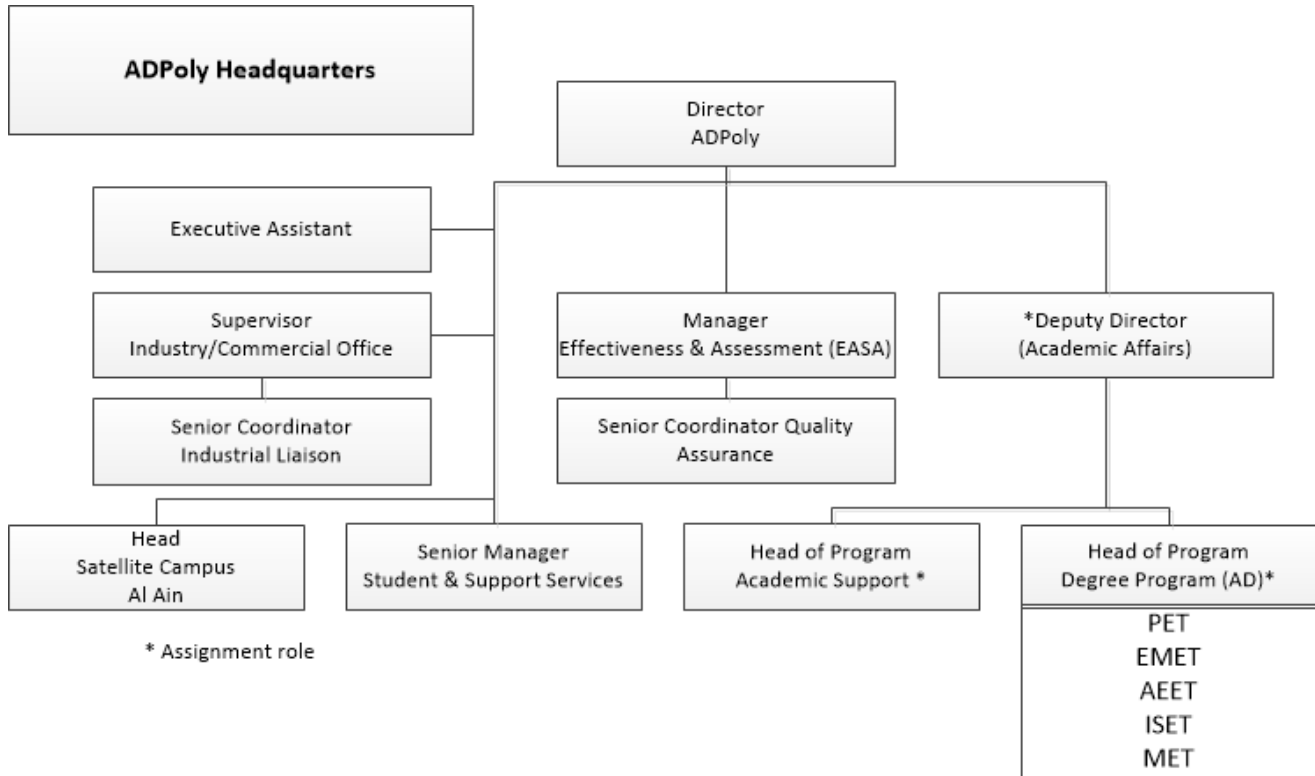 ADPoly Headquarters
Director
ADPoly
Executive Assistant
Supervisor
Industry/Commercial Office
Manager
Effectiveness & Assessment (EASA)
*Deputy Director
(Academic Affairs)
Senior Coordinator
Industrial Liaison
Senior Coordinator Quality
Assurance
Head
Satellite Campus
Al Ain
Senior Manager
Student & Support Services
Head of Program
Academic Support *
Head of Program
Degree Program (AD)*
PET
EMET
AEET
ISET
MET
* Assignment role